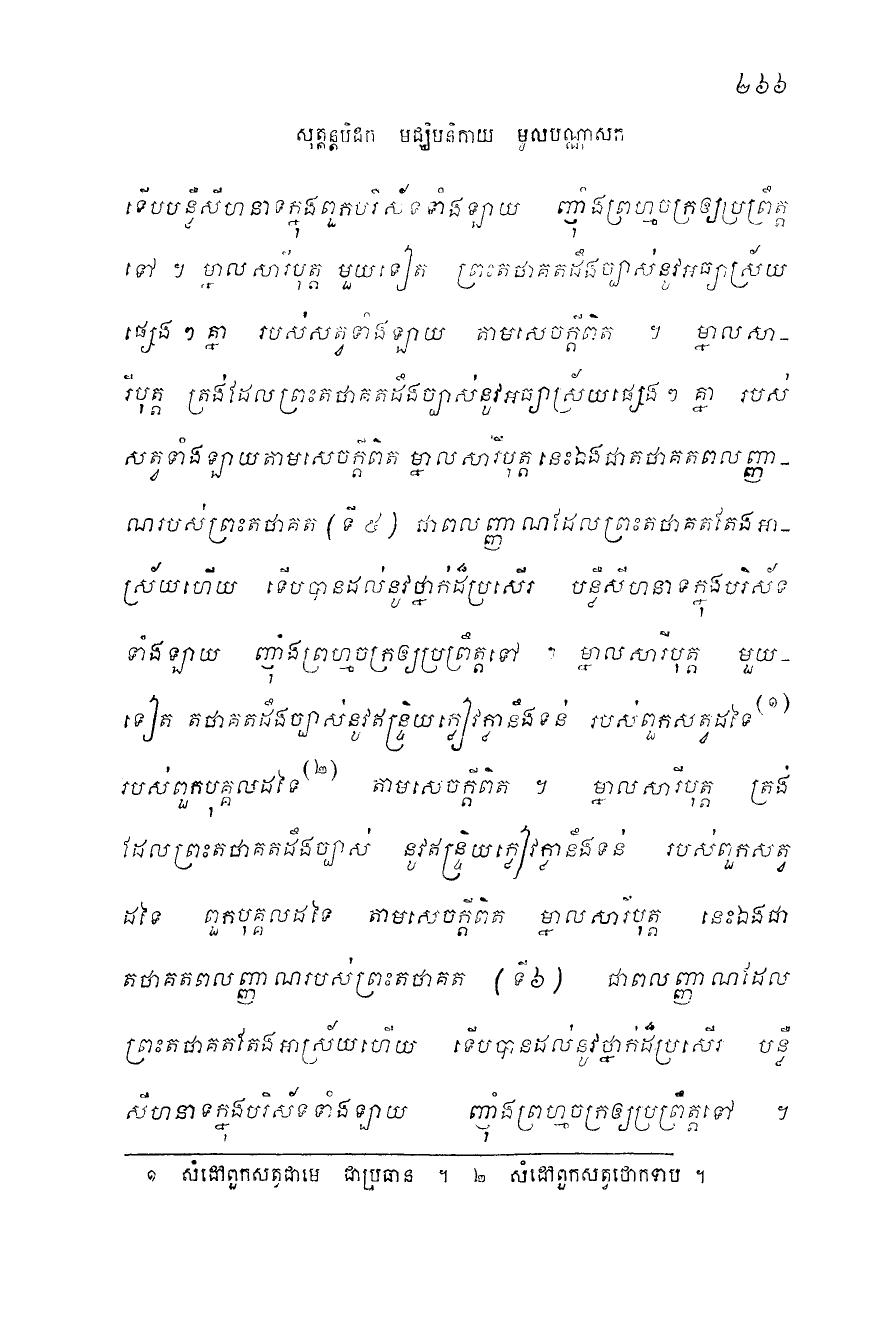 ២៦៦
សុត្តន្តបិដក មជ្ឈិមនិកាយ មូលបណ្ណាសក
ទើបបន្លឺសីហនាទក្នុងពួកបរិស័ទទាំងឡាយ ញ៉ាំងព្រហ្មចក្រឲ្យប្រព្រឹត្ត
ទៅ ។ ម្នាលសារីបុត្ត មួយទៀត ព្រះតថាគតដឹងច្បាស់នូវអធ្យាស្រ័យ
ផ្សេង ៗ គ្នា របស់សត្វទាំងឡាយ តាមសេចក្តីពិត ។ ម្នាលសា-
រីបុត្ត ត្រង់ដែលព្រះតថាគតដឹងច្បាស់នូវអធ្យាស្រ័យផ្សេង ៗ គ្នា របស់
សត្វទាំងឡាយតាមសេចក្តីពិត ម្នាលសារីបុត្ត នេះឯងជាតថាគតពលញ្ញា-
ណរបស់ព្រះតថាគត ( ទី ៥ ) ជាពលញ្ញាណដែលព្រះតថាគតតែងអា-
ស្រ័យហើយ ទើបបានដល់នូវថ្នាក់ដ៏ប្រសើរ បន្លឺសីហនាទក្នុងបរិស័ទ
ទាំងឡាយ ញ៉ាំងព្រហ្មចក្រឲ្យប្រព្រឹត្តទៅ ។ ម្នាលសារីបុត្ត មួយ-
ទៀត តថាគតដឹងច្បាស់នូវឥន្ទ្រិយក្លៀវក្លានឹងទន់ របស់ពួកសត្វដទៃ(១)
របស់ពួកបុគ្គលដទៃ(២) តាមសេចក្តីពិត ។ ម្នាលសារីបុត្ត ត្រង់
ដែលព្រះតថាគតដឹងច្បាស់ នូវឥន្ទ្រិយក្លៀវក្លានឹងទន់ របស់ពួកសត្វ
ដទៃ ពួកបុគ្គលដទៃ តាមសេចក្តីពិត ម្នាលសារីបុត្ត នេះឯងជា
តថាគតពលញ្ញាណរបស់ព្រះតថាគត ( ទី៦ ) ជាពលញ្ញាណដែល
ព្រះតថាគតតែងអាស្រ័យហើយ ទើបបានដល់នូវថ្នាក់ដ៏ប្រសើរ បន្លឺ
សីហនាទក្នុងបរិស័ទទាំងឡាយ ញ៉ាំងព្រហ្មចក្រឲ្យប្រព្រឹត្តទៅ ។
១ សំដៅពួកសត្វជាមេ ជាប្រធាន ។ ២ សំដៅពួកសត្វថោកទាប ។